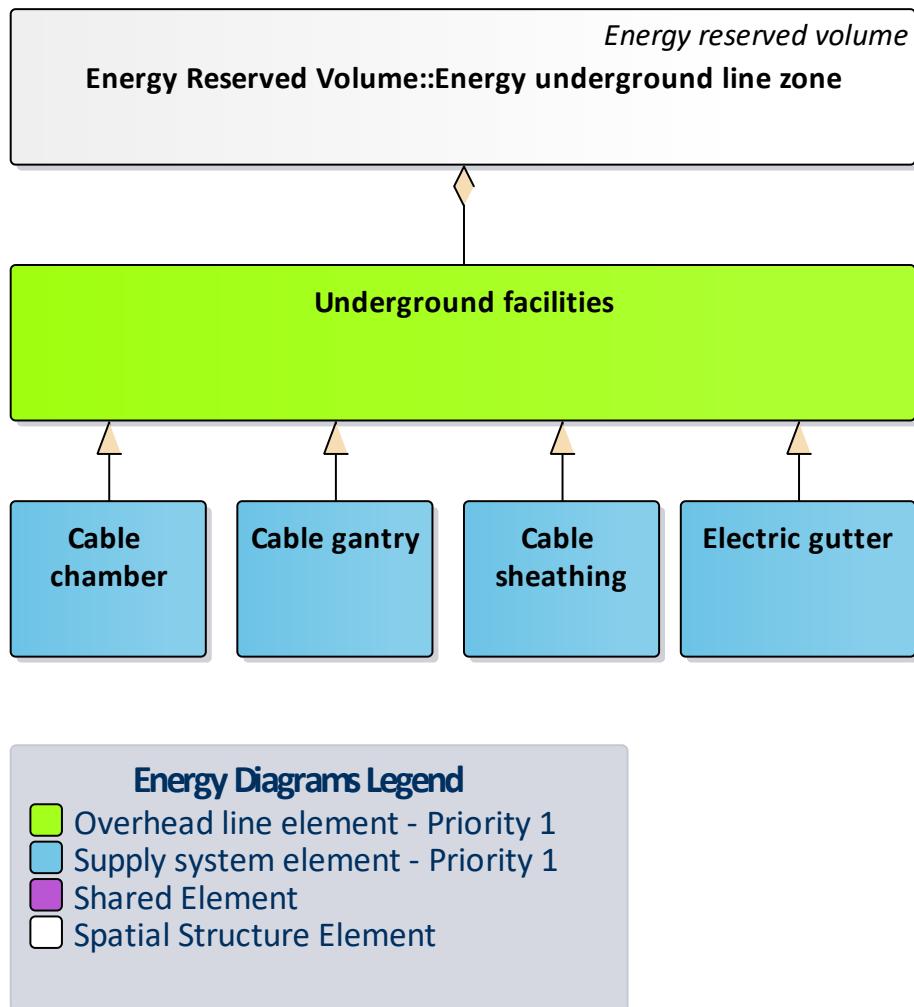 Energy reserved volume
Energy Reserved Volume::Energy underground line zone
Underground facilities
Cable
chamber
Cable gantry
Cable
sheathing
Electric gutter
Energy Diagrams Legend
Overhead line element - Priority 1
Supply system element - Priority 1
Shared Element
Spatial Structure Element